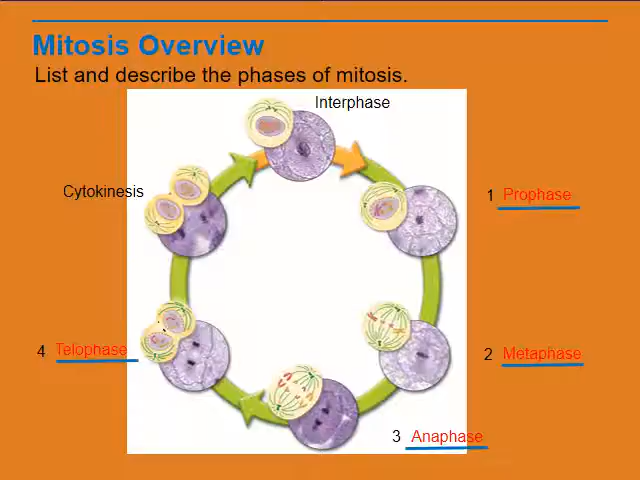 Mitosis Overview
List and describe the phases of mitosis.
Interphase
Cytokinesis
1 Prophase
4 Telophase
2 Metaphase
3 Anaphase